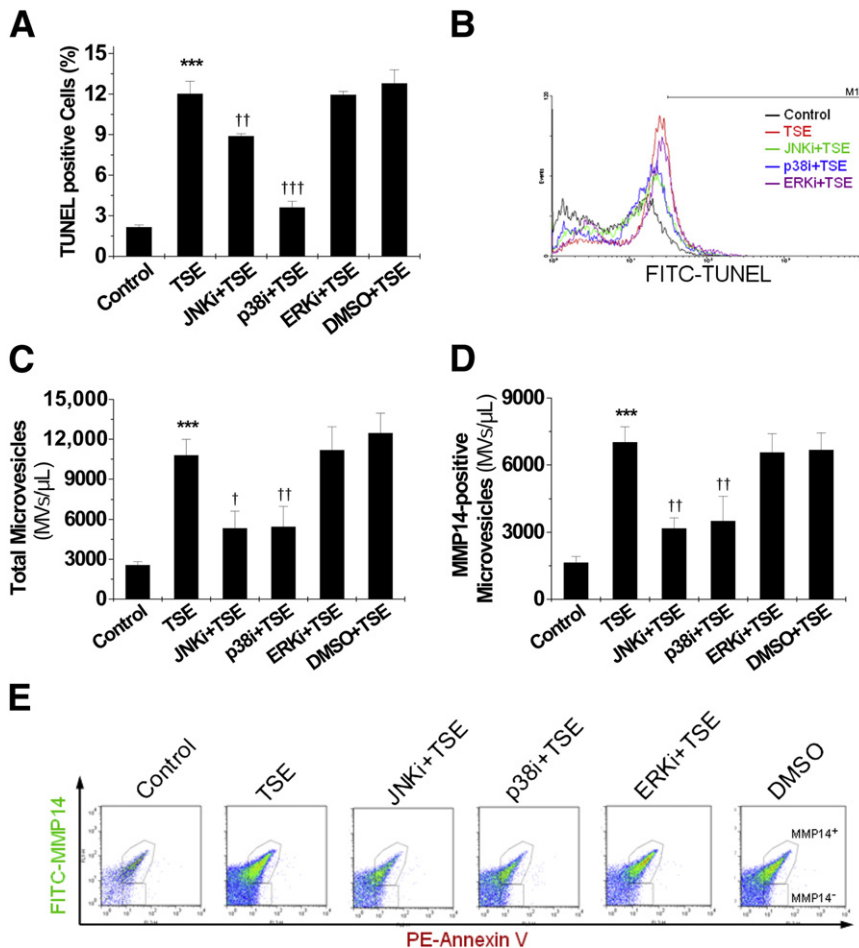 A
TUNEL positive Cells (%)
15
12
9
6
3
0
***
††
†††
Control
TSE
JNKi+TSE
p38i+TSE
ERKi+TSE
DMSO+TSE
B
M1
120
Events
0
Control
TSE
JNKi+TSE
p38i+TSE
ERKi+TSE
FITC-TUNEL
C
Total Microvesicles
(MVs/μL)
15,000
12,000
9000
6000
3000
0
***
†
††
Control
TSE
JNKi+TSE
p38i+TSE
ERKi+TSE
DMSO+TSE
D
MMP14-positive
Microvesicles (MVs/μL)
9000
6000
3000
0
***
††
††
Control
TSE
JNKi+TSE
p38i+TSE
ERKi+TSE
DMSO+TSE
E
Control
TSE
JNKi+TSE
p38i+TSE
ERKi+TSE
DMSO
FITC-MMP14
MMP14+
MMP14-
PE-Annexin V